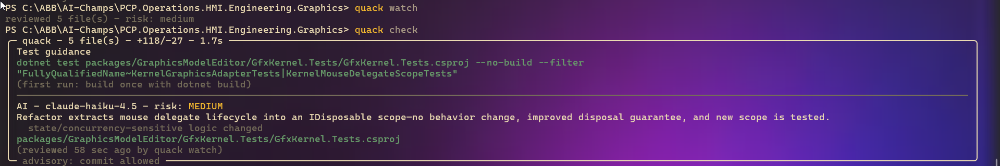 PS C:\ABB\AI-Champs\PCP.Operations.HMI.Engineering.Graphics> quack watch
reviewed 5 file(s) - risk: medium
PS C:\ABB\AI-Champs\PCP.Operations.HMI.Engineering.Graphics> quack check
quack - 5 file(s) - +118/-27 - 1.7s
Test guidance
dotnet test packages/GraphicsModelEditor/GfxKernel.Tests/GfxKernel.Tests.csproj --no-build --filter
"FullyQualifiedName~KernelGraphicsAdapterTests|KernelMouseDelegateScopeTests"
(first run: build once with dotnet build)
AI - claude-haiku-4.5 - risk: MEDIUM
Refactor extracts mouse delegate lifecycle into an IDisposable scope—no behavior change, improved disposal guarantee, and new scope is tested.
state/concurrency-sensitive logic changed
packages/GraphicsModelEditor/GfxKernel.Tests/GfxKernel.Tests.csproj
(reviewed 58 sec ago by quack watch)
advisory: commit allowed